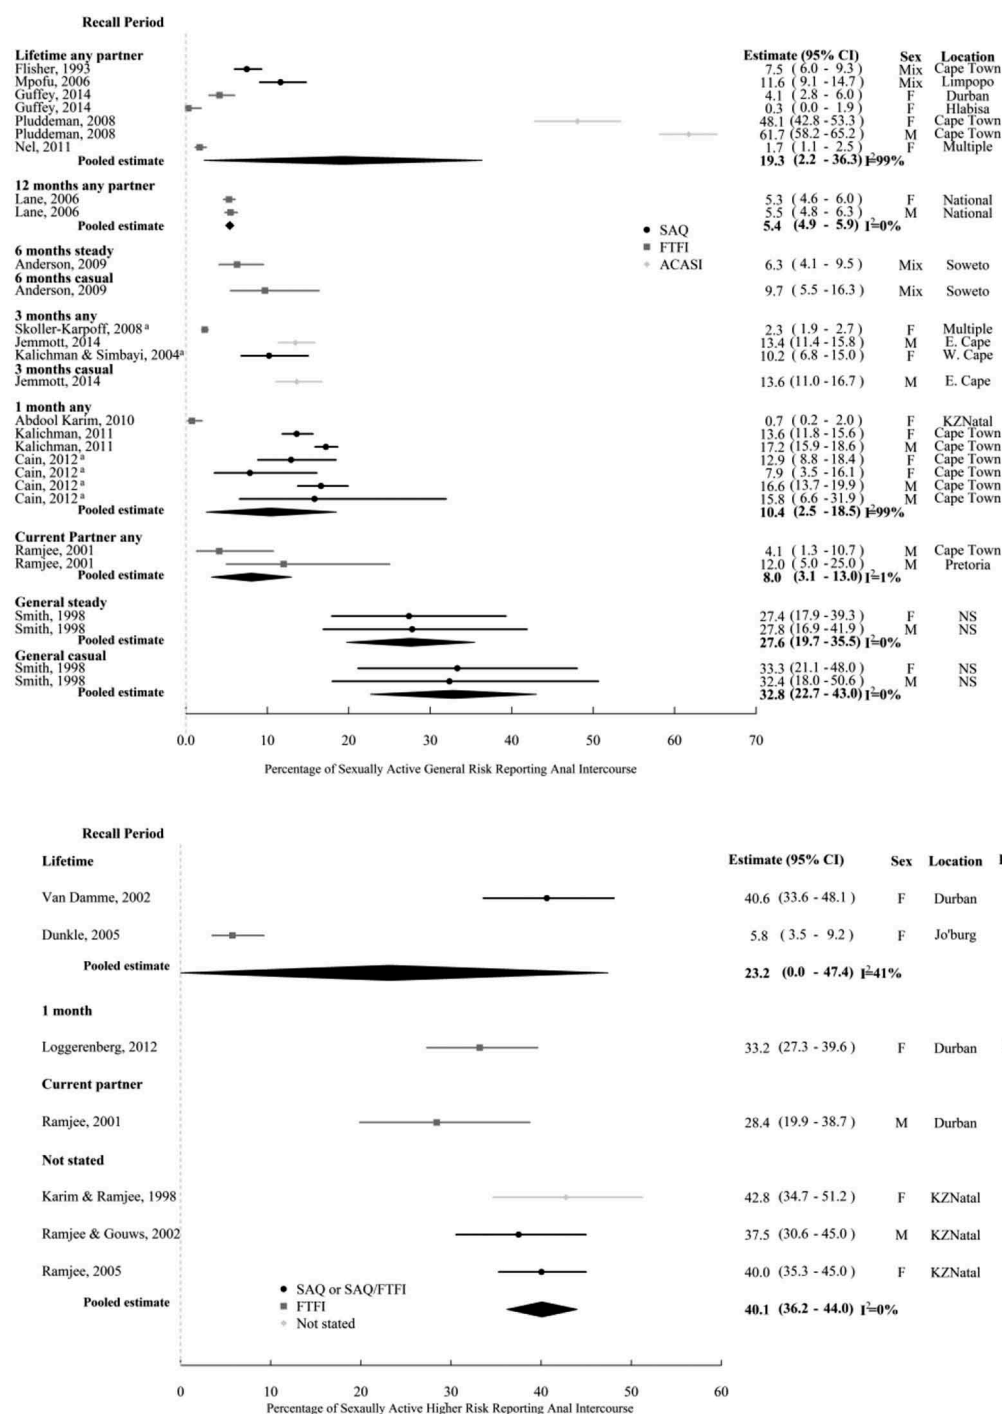 Recall Period
Lifetime any partner Estimate (95% CI) Sex Location
Flisher, 1993 7.5 ( 6.0 - 9.3) Mix Cape Town
Mpofu, 2006 11.6 ( 9.1 - 14.7) Mix Limpopo
Guffey, 2014 4.1 ( 2.8 - 6.0) F Durban
Guffey, 2014 0.3 ( 0.0 - 1.9) F Hlabisa
Pluddeman, 2008 48.1 (42.8 - 53.3) F Cape Town
Pluddeman, 2008 61.7 (58.2 - 65.2) M Cape Town
Nel, 2011 1.7 ( 1.1 - 2.5) F Multiple
Pooled estimate 19.3 (2.2 - 36.3) I²=99%
12 months any partner
Lane, 2006 5.3 ( 4.6 - 6.0) F National
Lane, 2006 5.5 ( 4.8 - 6.3) M National
Pooled estimate 5.4 (4.9 - 5.9) I²=0%
SAQ
FTFI
ACASI
6 months steady
Anderson, 2009 6.3 ( 4.1 - 9.5) Mix Soweto
6 months casual
Anderson, 2009 9.7 ( 5.5 - 16.3) Mix Soweto
3 months any
Skoller-Karpoff, 2008 a 2.3 ( 1.9 - 2.7) F Multiple
Jemmott, 2014 13.4 (11.4 - 15.8) M E. Cape
Kalichman & Simbayi, 2004 a 10.2 ( 6.8 - 15.0) F W. Cape
3 months casual
Jemmott, 2014 13.6 (11.0 - 16.7) M E. Cape
1 month any
Abdool Karim, 2010 0.7 ( 0.2 - 2.0) F KZNatal
Kalichman, 2011 13.6 (11.8 - 15.6) F Cape Town
Kalichman, 2011 17.2 (15.9 - 18.6) M Cape Town
Cain, 2012 a 12.9 ( 8.8 - 18.4) F Cape Town
Cain, 2012 a 7.9 ( 3.5 - 16.1) F Cape Town
Cain, 2012 a 16.6 (13.7 - 19.9) M Cape Town
Cain, 2012 a 15.8 ( 6.6 - 31.9) M Cape Town
Pooled estimate 10.4 (2.5 - 18.5) I²=99%
Current Partner any
Ramjee, 2001 4.1 ( 1.3 - 10.7) M Cape Town
Ramjee, 2001 12.0 ( 5.0 - 25.0) M Pretoria
Pooled estimate 8.0 (3.1 - 13.0) I²=1%
General steady
Smith, 1998 27.4 (17.9 - 39.3) F NS
Smith, 1998 27.8 (16.9 - 41.9) M NS
Pooled estimate 27.6 (19.7 - 35.5) I²=0%
General casual
Smith, 1998 33.3 (21.1 - 48.0) F NS
Smith, 1998 32.4 (18.0 - 50.6) M NS
Pooled estimate 32.8 (22.7 - 43.0) I²=0%
0.0 10 20 30 40 50 60 70
Percentage of Sexually Active General Risk Reporting Anal Intercourse
Recall Period
Lifetime Estimate (95% CI) Sex Location
Van Damme, 2002 40.6 (33.6 - 48.1 ) F Durban
Dunkle, 2005 5.8 ( 3.5 - 9.2 ) F Jo'burg
Pooled estimate 23.2 (0.0 - 47.4) I²=41%
1 month
Loggerenberg, 2012 33.2 (27.3 - 39.6 ) F Durban
Current partner
Ramjee, 2001 28.4 (19.9 - 38.7 ) M Durban
Not stated
Karim & Ramjee, 1998 42.8 (34.7 - 51.2 ) F KZNatal
Ramjee & Gouws, 2002 37.5 (30.6 - 45.0 ) M KZNatal
Ramjee, 2005 40.0 (35.3 - 45.0 ) F KZNatal
SAQ or SAQ/FTFI
Pooled estimate FTFI 40.1 (36.2 - 44.0) I²=0%
Not stated
0 10 20 30 40 50 60
Percentage of Sexually Active Higher Risk Reporting Anal Intercourse